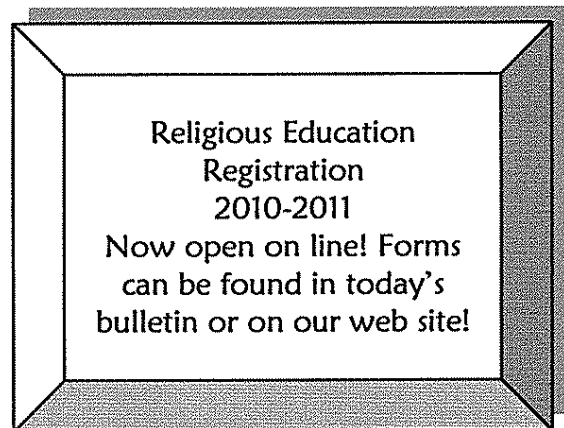 Religious Education
Registration
2010-2011
Now open on line! Forms
can be found in today's
bulletin or on our web site!